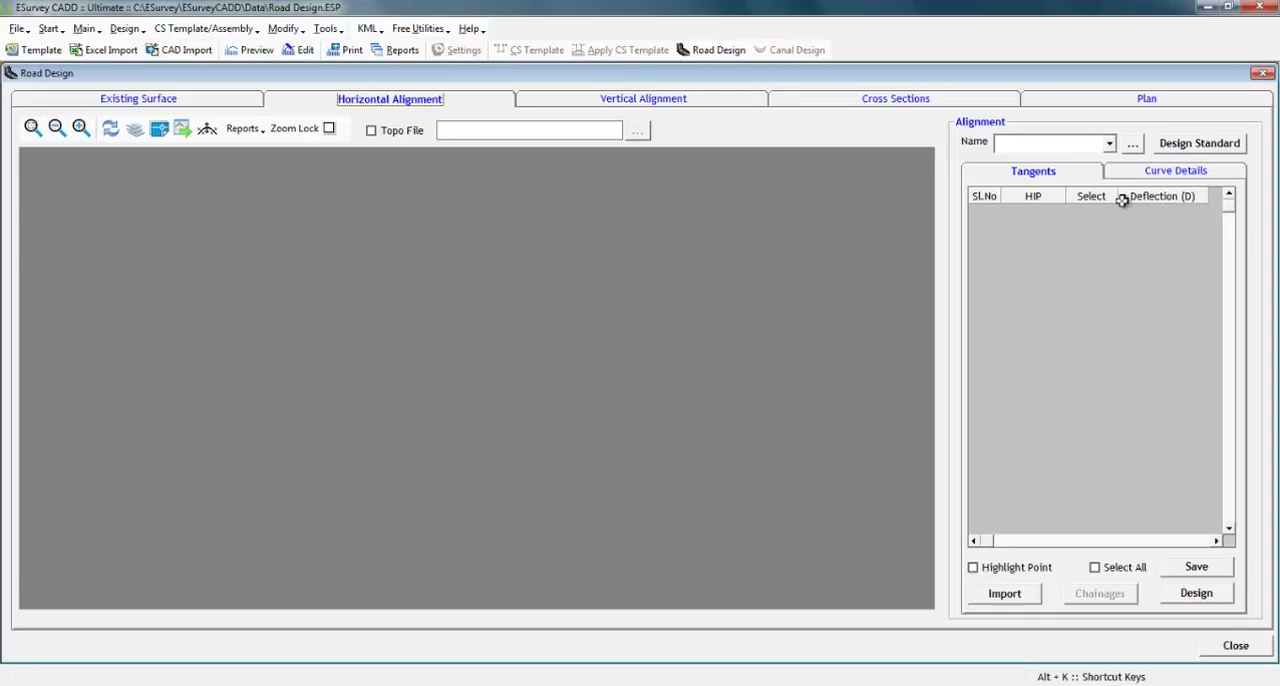 ESurvey CADD :: Ultimate :: C:\ESurvey\ESurveyCADD\Data\Road Design.ESP
File Start Main Design CS Template/Assembly Modify Tools KML Free Utilities Help
Template Excel Import CAD Import Preview Edit Print Reports Settings CS Template Apply CS Template Road Design Canal Design
Road Design
Existing Surface Horizontal Alignment Vertical Alignment Cross Sections Plan
Reports Zoom Lock Topo File ...
Alignment
Name ... Design Standard
Tangents Curve Details
Sl.No HIP Select Deflection (D)
Highlight Point Select All Save
Import Chainages Design
Close
Alt + K :: Shortcut Keys